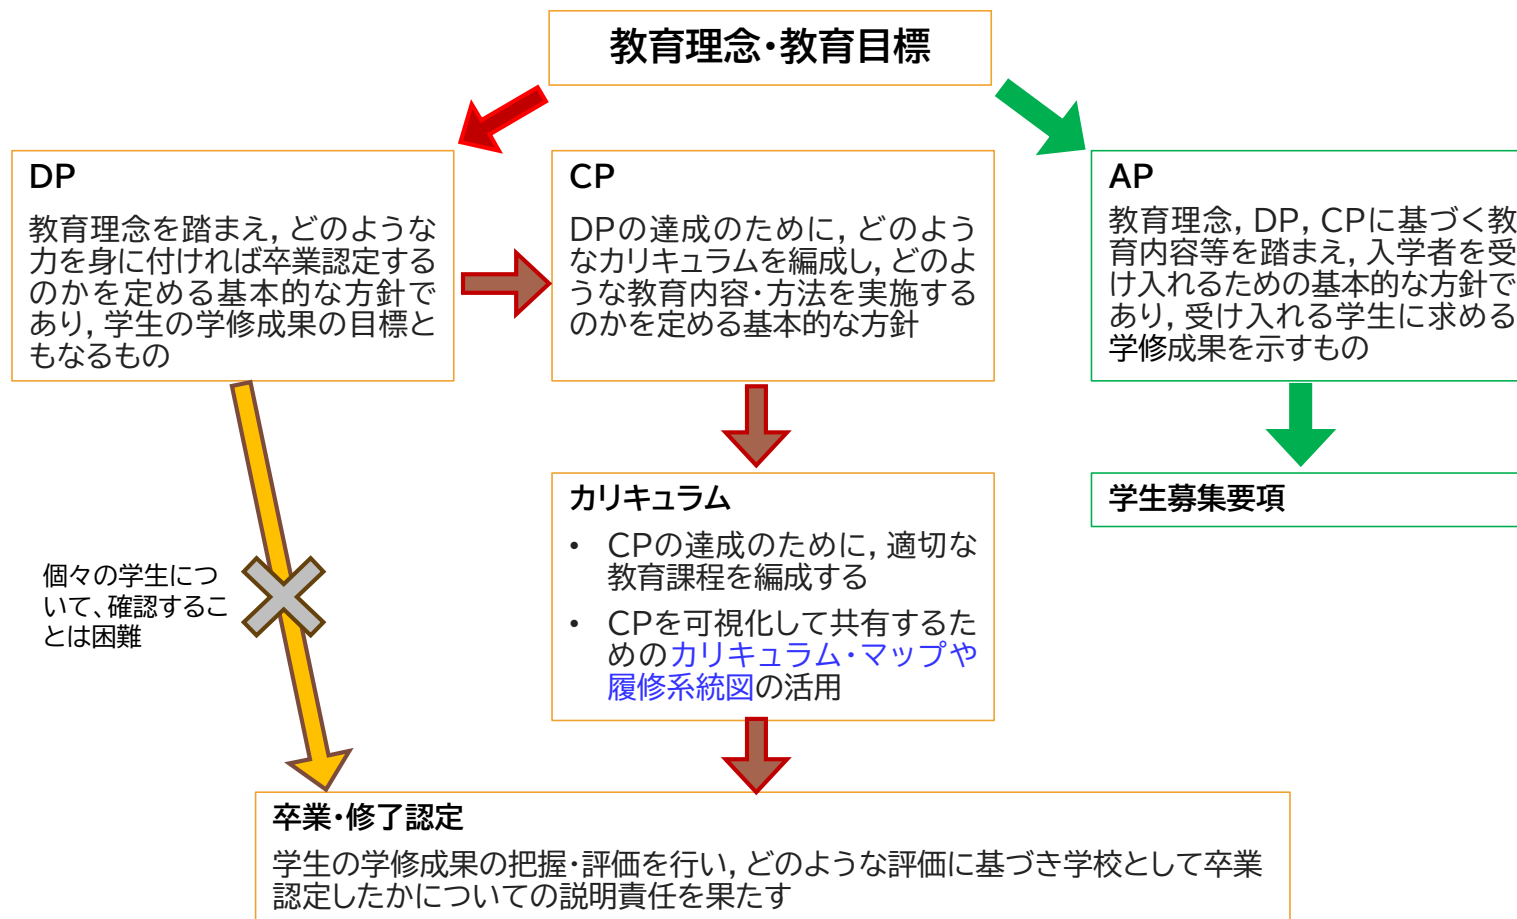 教育理念・教育目標
DP
教育理念を踏まえ，どのような
力を身に付ければ卒業認定する
のかを定める基本的な方針で
あり，学生の学修成果の目標と
もなるもの
CP
DPの達成のために，どのよう
なカリキュラムを編成し，どのよ
うな教育内容・方法を実施する
のかを定める基本的な方針
AP
教育理念，DP，CPに基づく教
育内容等を踏まえ，入学者を受
け入れるための基本的な方針で
あり，受け入れる学生に求める
学修成果を示すもの
カリキュラム
• CPの達成のために，適切な
教育課程を編成する
• CPを可視化して共有するた
めのカリキュラム・マップや
履修系統図の活用
学生募集要項
個々の学生につ
いて、確認するこ
とは困難
卒業・修了認定
学生の学修成果の把握・評価を行い，どのような評価に基づき学校として卒業
認定したかについての説明責任を果たす